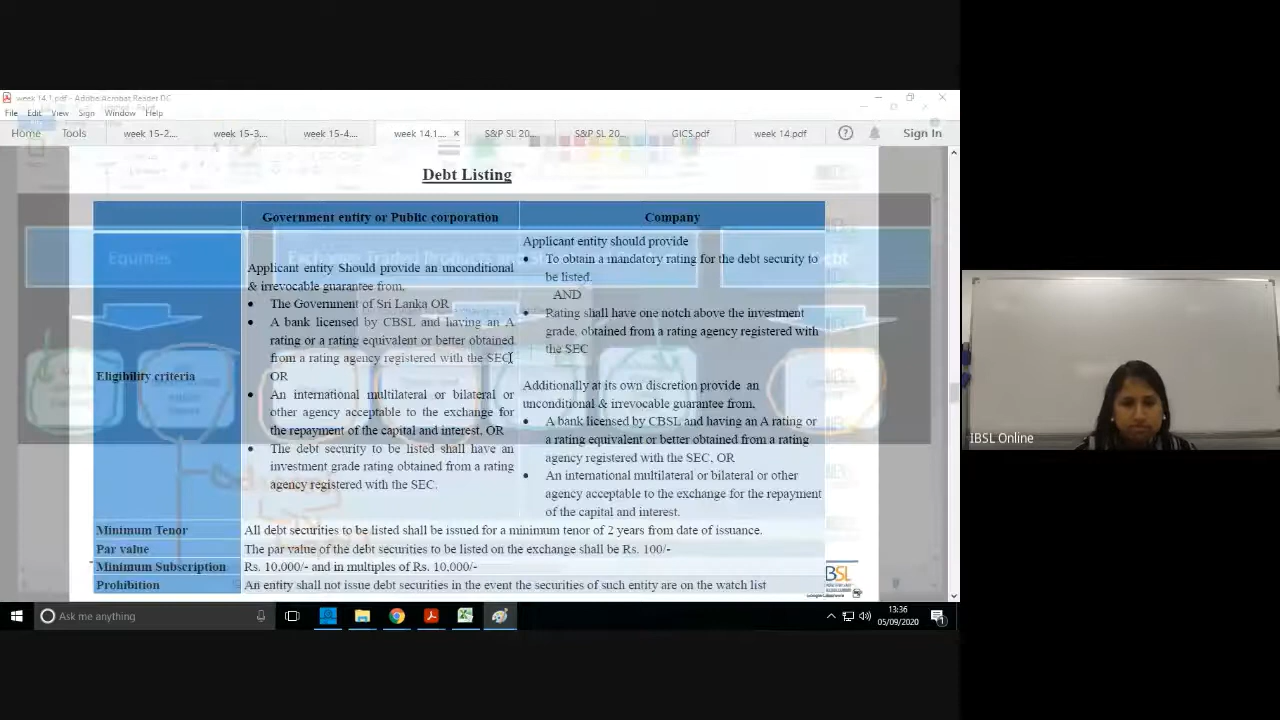 week 14.1.pdf - Adobe Acrobat Reader DC
File Edit View Sign Window Help
Home Tools week 15-2.... week 15-3.... week 15-4.... week 14.1.... × S&P SL 20... S&P SL 20... GICS.pdf week 14.pdf Sign In
Debt Listing
Government entity or Public corporation
Company
Equities
Eligibility criteria
Applicant entity Should provide an unconditional
& irrevocable guarantee from,
• The Government of Sri Lanka OR
• A bank licensed by CBSL and having an A
rating or a rating equivalent or better obtained
from a rating agency registered with the SEC
OR
• An international multilateral or bilateral or
other agency acceptable to the exchange for
the repayment of the capital and interest, OR
• The debt security to be listed shall have an
investment grade rating obtained from a rating
agency registered with the SEC.
Applicant entity should provide
• To obtain a mandatory rating for the debt security to
be listed.
AND
• Rating shall have one notch above the investment
grade, obtained from a rating agency registered with
the SEC
Additionally at its own discretion provide an
unconditional & irrevocable guarantee from,
• A bank licensed by CBSL and having an A rating or
a rating equivalent or better obtained from a rating
agency registered with the SEC, OR
• An international multilateral or bilateral or other
agency acceptable to the exchange for the repayment
of the capital and interest.
Minimum Tenor All debt securities to be listed shall be issued for a minimum tenor of 2 years from date of issuance.
Par value The par value of the debt securities to be listed on the exchange shall be Rs. 100/-
Minimum Subscription Rs. 10,000/- and in multiples of Rs. 10,000/-
Prohibition An entity shall not issue debt securities in the event the securities of such entity are on the watch list
IBSL Online
Ask me anything
13:36
05/09/2020